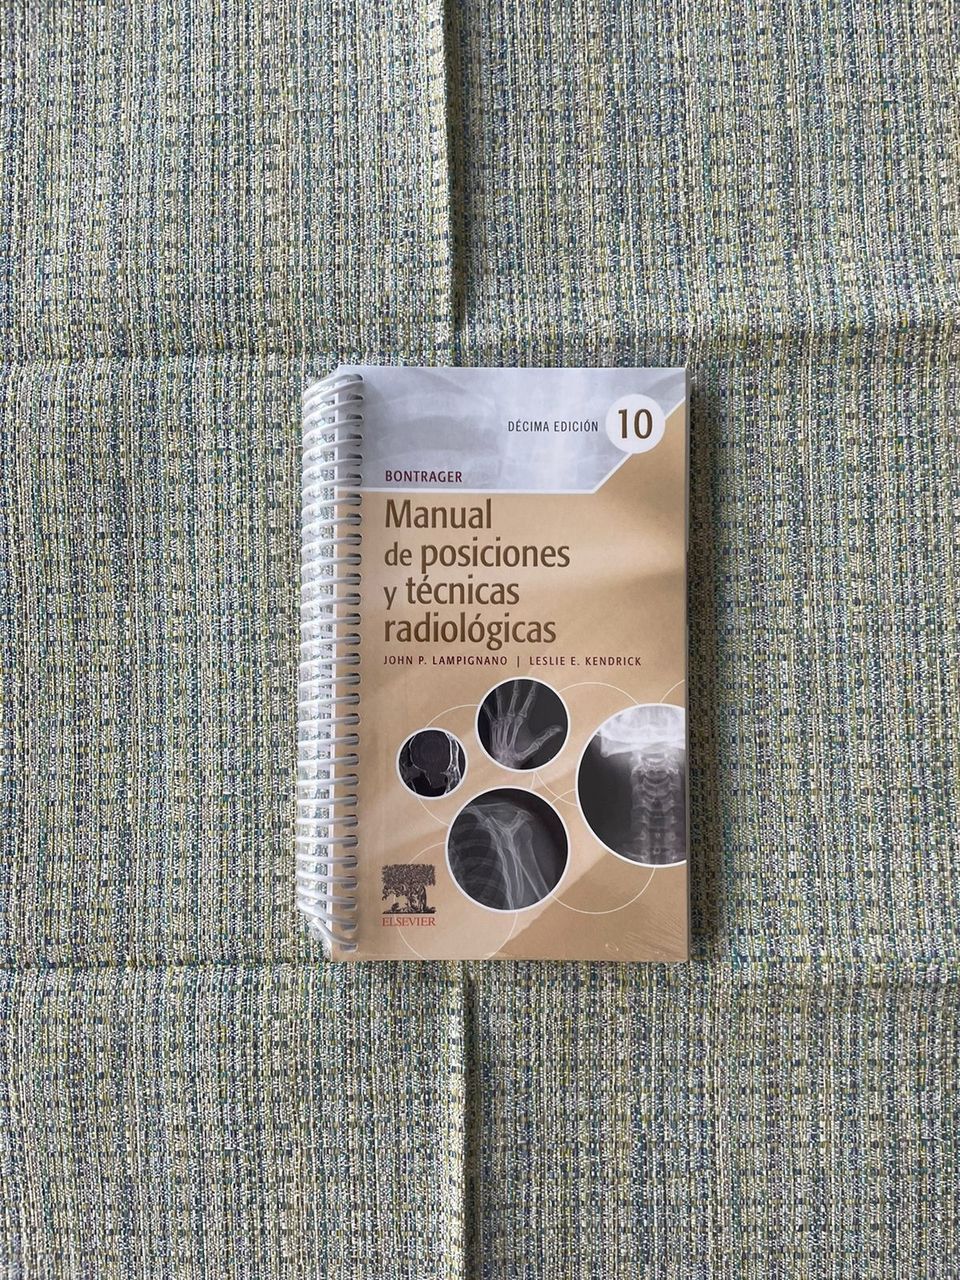 DÉCIMA EDICIÓN 10
BONTRAGER
Manual
de posiciones
y técnicas
radiológicas
JOHN P. LAMPIGNANO | LESLIE E. KENDRICK
ELSEVIER